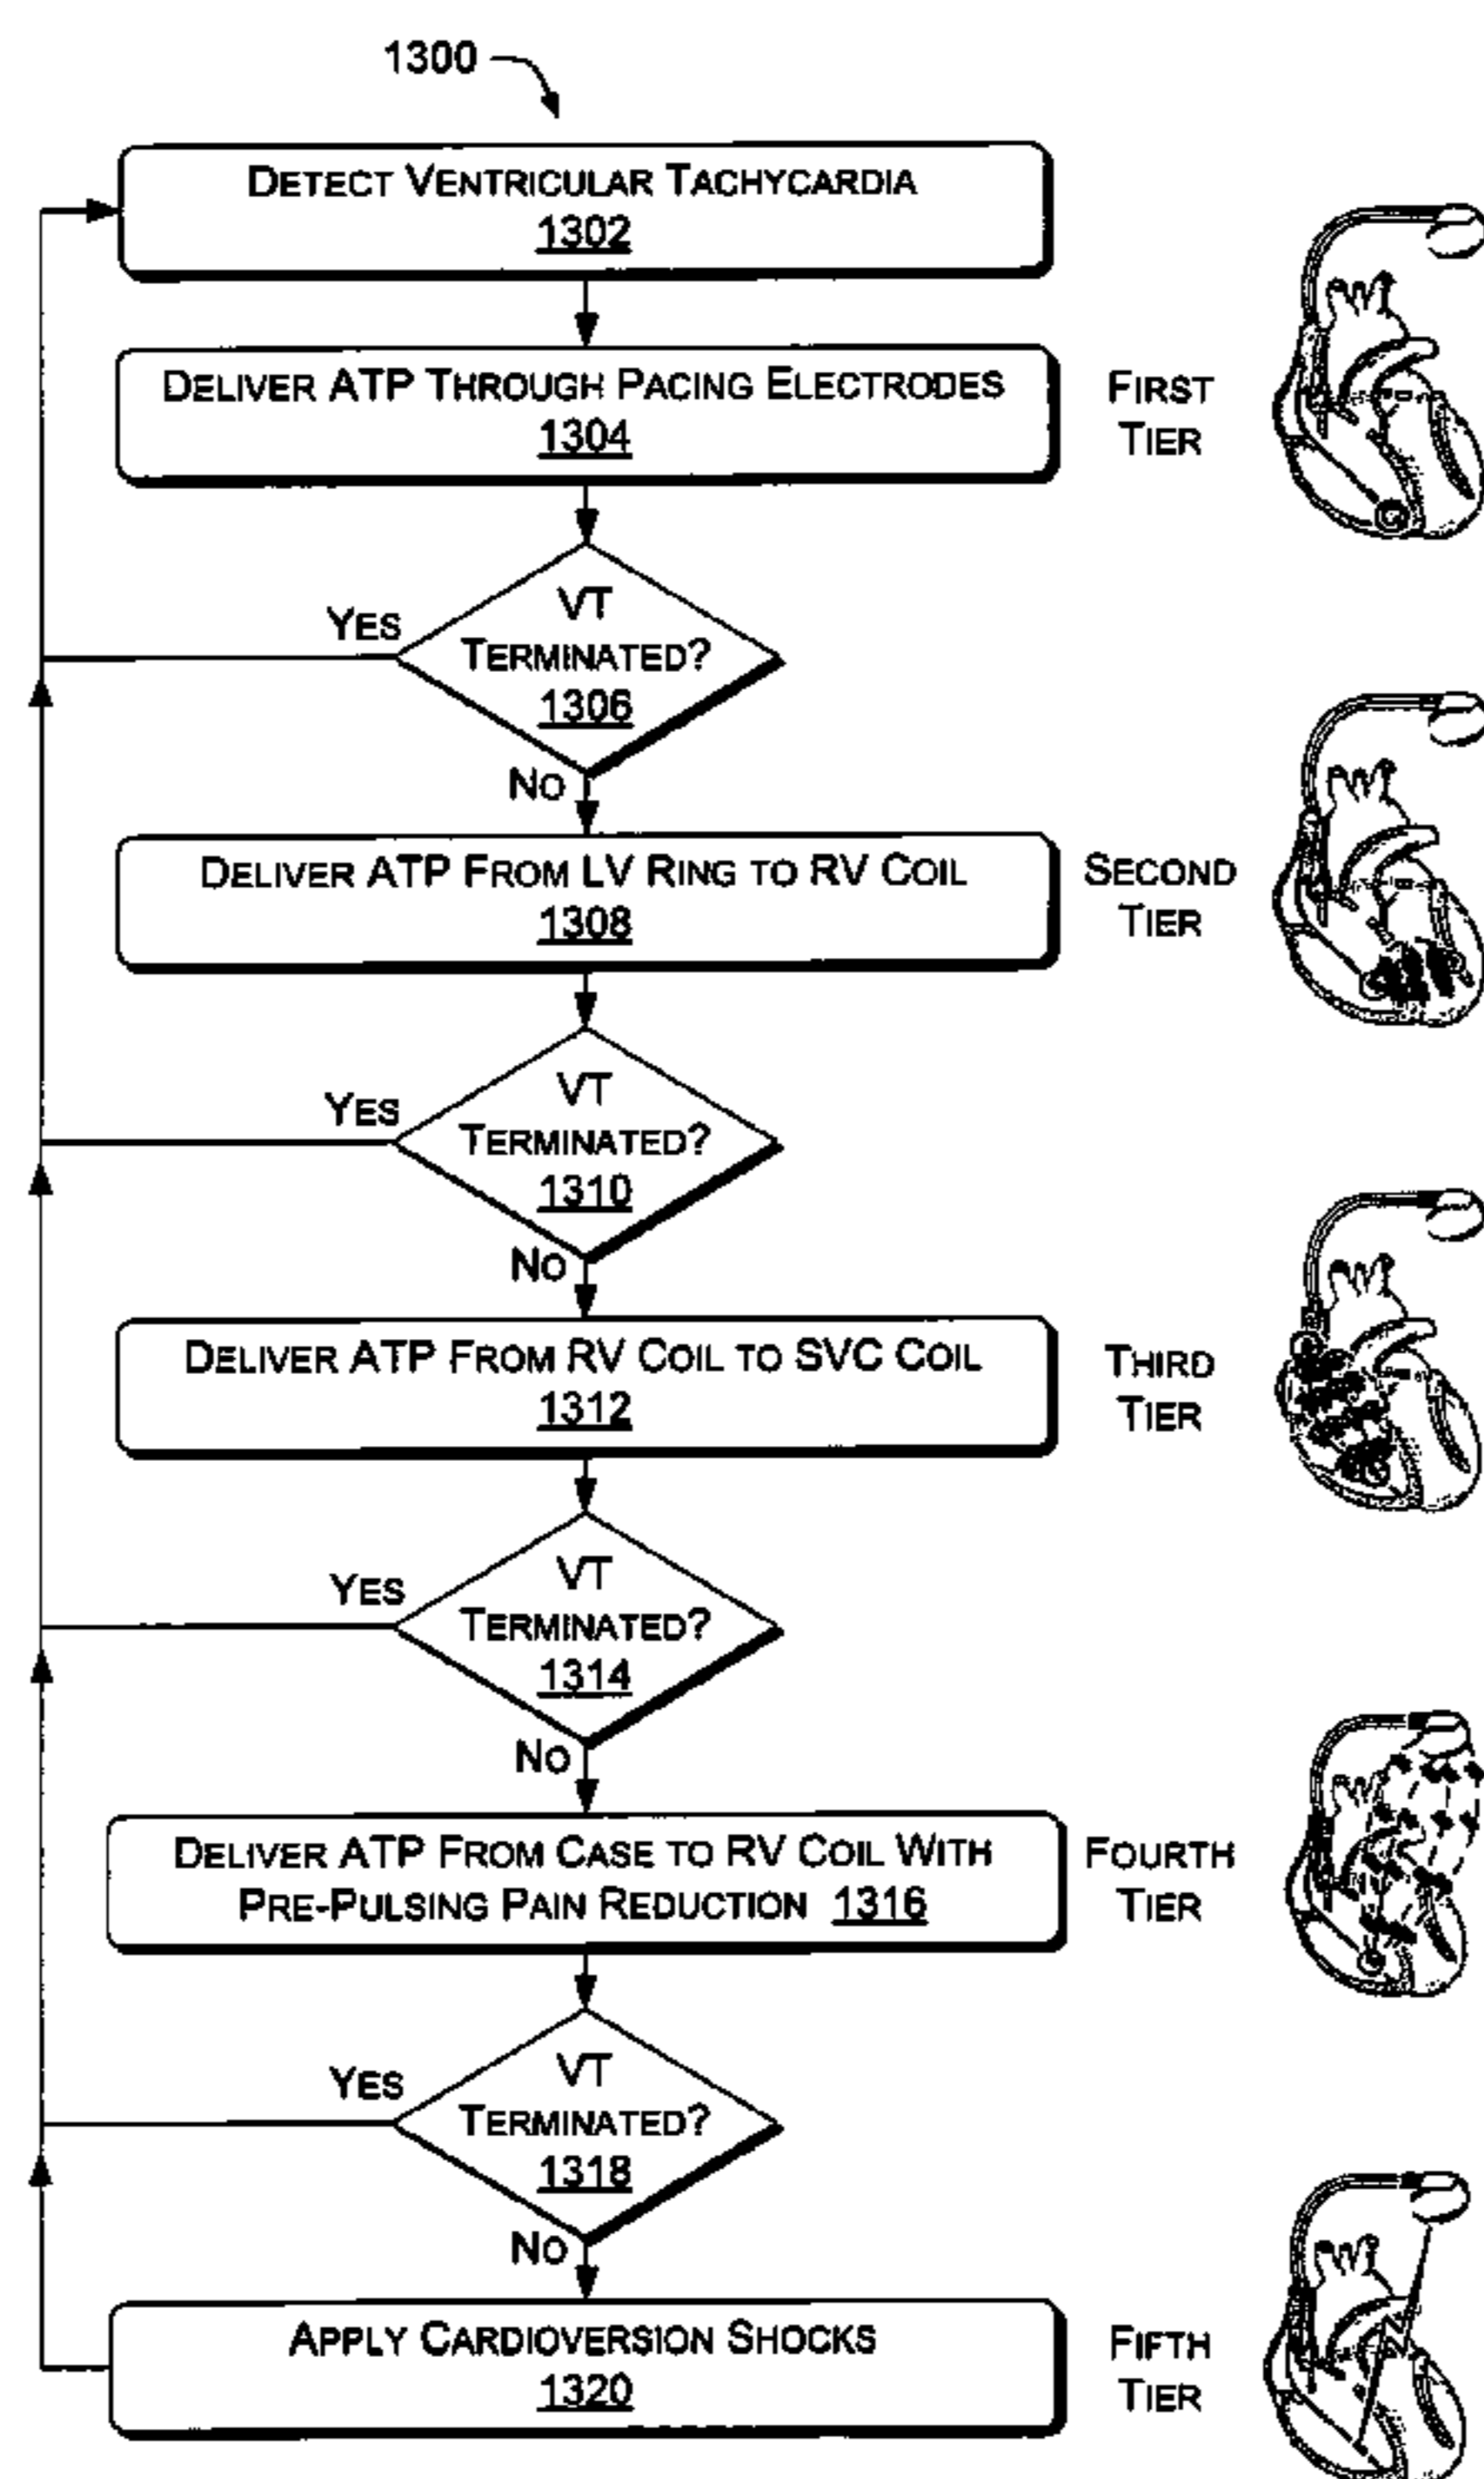 1300
DETECT VENTRICULAR TACHYCARDIA
1302
DELIVER ATP THROUGH PACING ELECTRODES
1304
FIRST
TIER
VT
TERMINATED?
1306
YES
NO
DELIVER ATP FROM LV RING TO RV COIL
1308
SECOND
TIER
VT
TERMINATED?
1310
YES
NO
DELIVER ATP FROM RV COIL TO SVC COIL
1312
THIRD
TIER
VT
TERMINATED?
1314
YES
NO
DELIVER ATP FROM CASE TO RV COIL WITH
PRE-PULSING PAIN REDUCTION 1316
FOURTH
TIER
VT
TERMINATED?
1318
YES
NO
APPLY CARDIOVERSION SHOCKS
1320
FIFTH
TIER